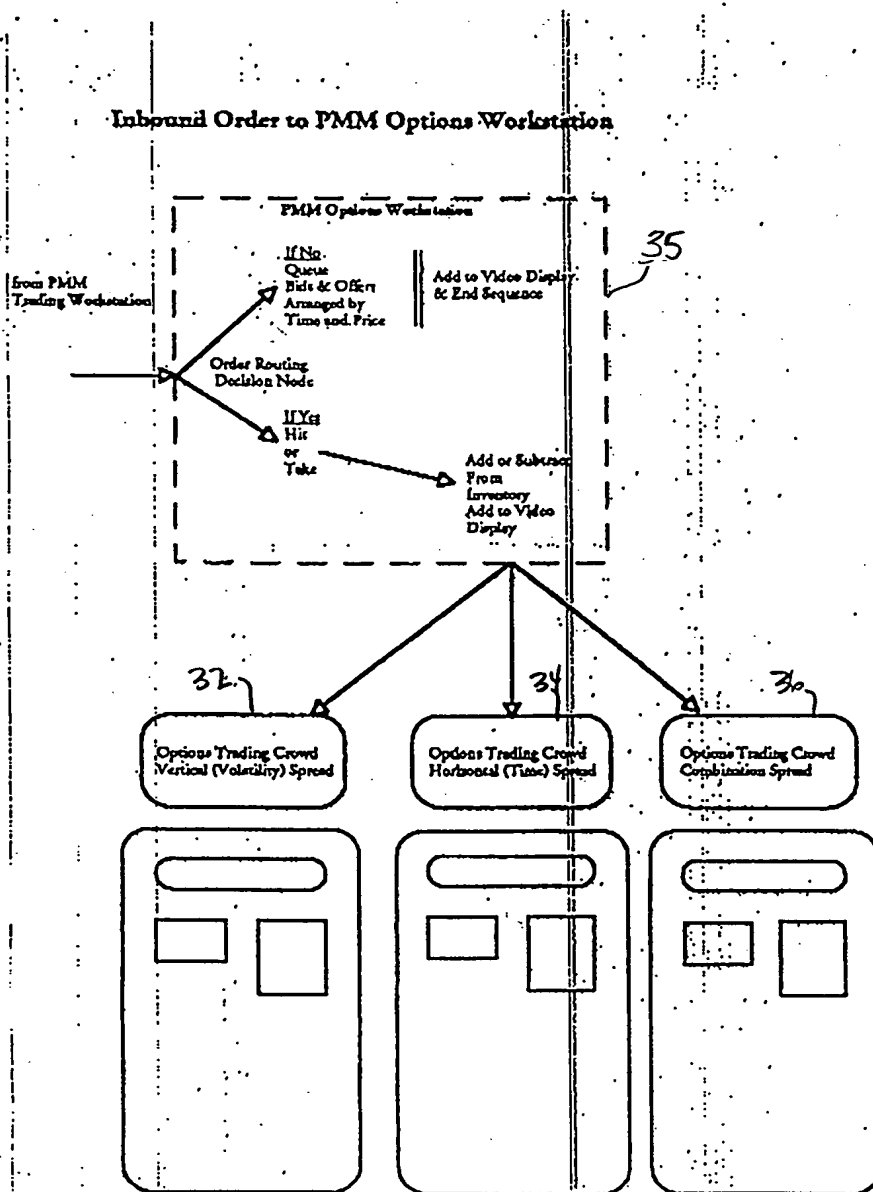 Inbound Order to PMM Options Workstation
PMM Options Workstation
35
from PMM
Trading Workstation
If No
Queue
Bids & Offers
Arranged by
Time and Price
Add to Video Display
& End Sequence
Order Routing
Decision Node
If Yes
Hit
or
Take
Add or Subtract
From
Inventory
Add to Video
Display
32
34
36
Options Trading Crowd
Vertical (Volatility) Spread
Options Trading Crowd
Horizontal (Time) Spread
Options Trading Crowd
Combination Spread